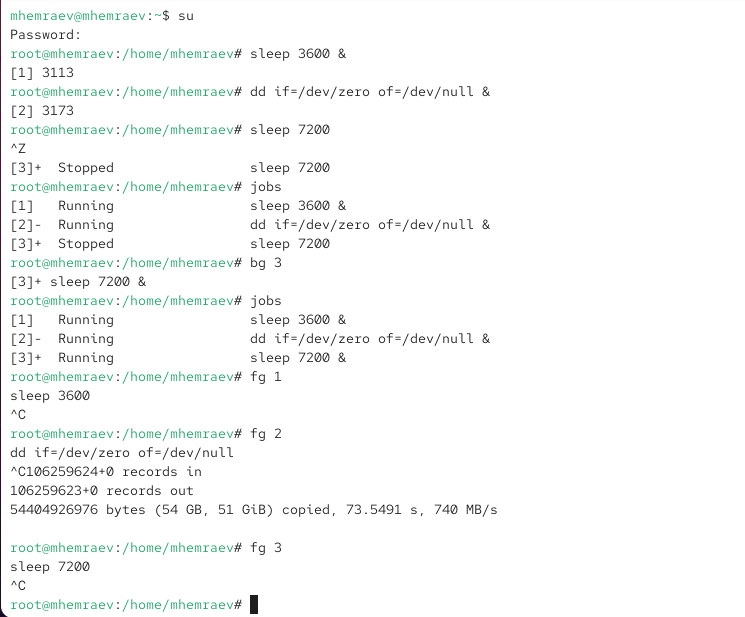 mhemraev@mhemraev:~$ su
Password:
root@mhemraev:/home/mhemraev# sleep 3600 &
[1] 3113
root@mhemraev:/home/mhemraev# dd if=/dev/zero of=/dev/null &
[2] 3173
root@mhemraev:/home/mhemraev# sleep 7200
^Z
[3]+  Stopped                 sleep 7200
root@mhemraev:/home/mhemraev# jobs
[1]   Running                 sleep 3600 &
[2]-  Running                 dd if=/dev/zero of=/dev/null &
[3]+  Stopped                 sleep 7200
root@mhemraev:/home/mhemraev# bg 3
[3]+ sleep 7200 &
root@mhemraev:/home/mhemraev# jobs
[1]   Running                 sleep 3600 &
[2]-  Running                 dd if=/dev/zero of=/dev/null &
[3]+  Running                 sleep 7200 &
root@mhemraev:/home/mhemraev# fg 1
sleep 3600
^C
root@mhemraev:/home/mhemraev# fg 2
dd if=/dev/zero of=/dev/null
^C106259624+0 records in
106259623+0 records out
54404926976 bytes (54 GB, 51 GiB) copied, 73.5491 s, 740 MB/s
root@mhemraev:/home/mhemraev# fg 3
sleep 7200
^C
root@mhemraev:/home/mhemraev#